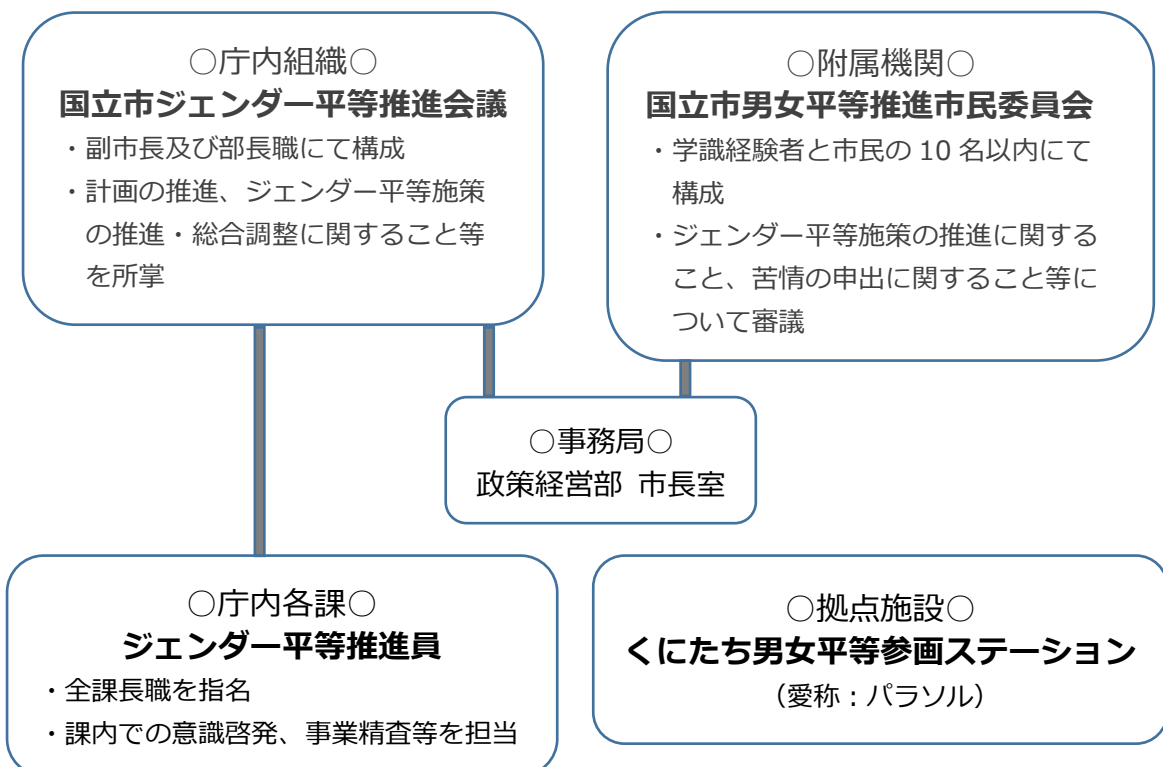 ○庁内組織○
国立市ジェンダー平等推進会議
・副市長及び部長職にて構成
・計画の推進、ジェンダー平等施策
の推進・総合調整に関すること等
を所掌
○附属機関○
国立市男女平等推進市民委員会
・学識経験者と市民の 10 名以内にて
構成
・ジェンダー平等施策の推進に関する
こと、苦情の申出に関すること等に
ついて審議
○事務局○
政策経営部 市長室
○庁内各課○
ジェンダー平等推進員
・全課長職を指名
・課内での意識啓発、事業精査等を担当
○拠点施設○
くにたち男女平等参画ステーション
（愛称：パラソル）